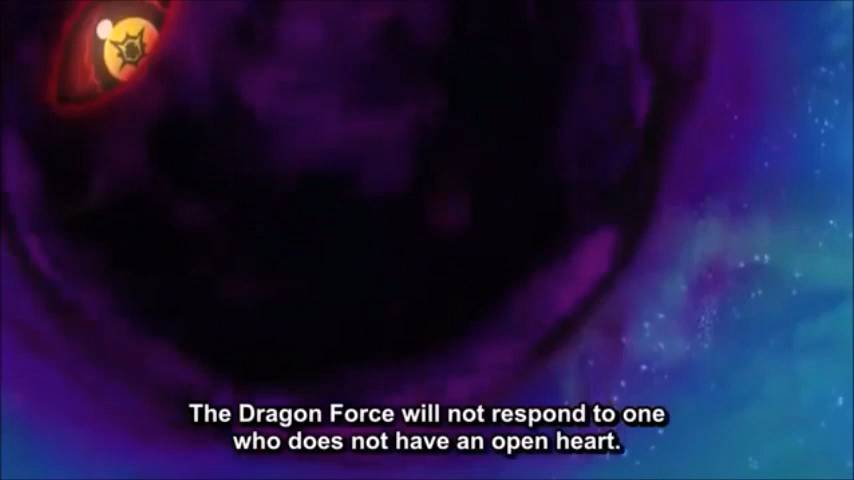 The Dragon Force will not respond to one
who does not have an open heart.